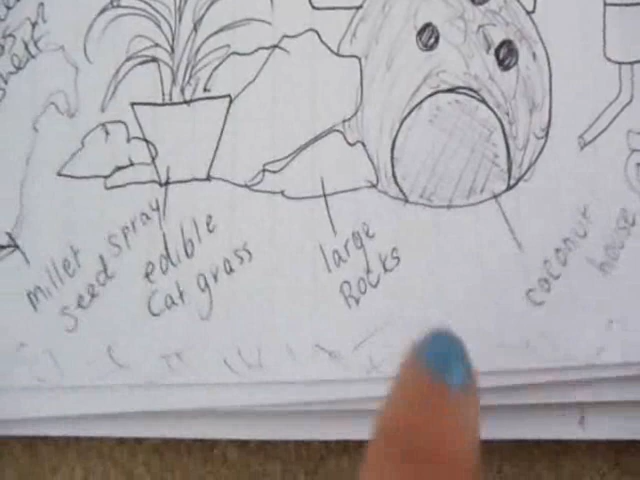 millet
seed spray
edible
Cat grass
large
Rocks
coconut
house